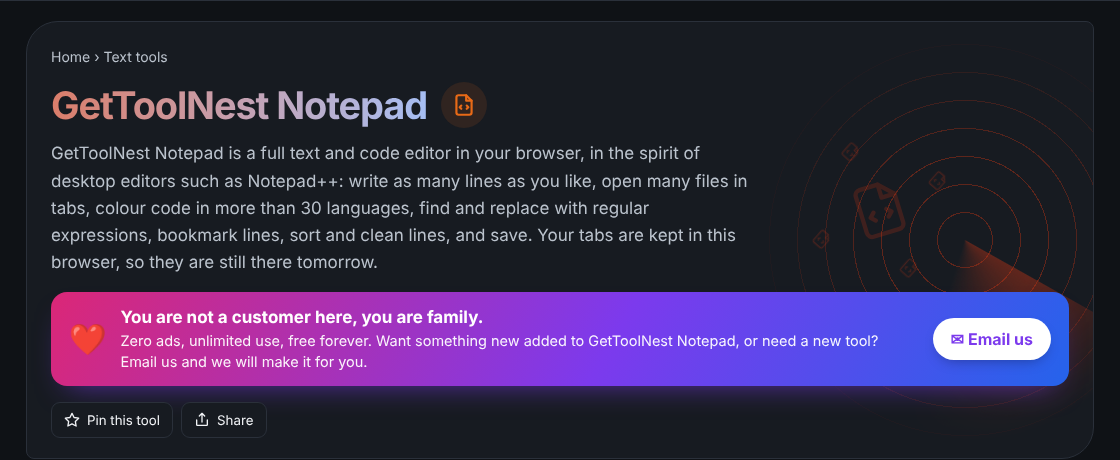 Home › Text tools
GetToolNest Notepad
GetToolNest Notepad is a full text and code editor in your browser, in the spirit of
desktop editors such as Notepad++: write as many lines as you like, open many files in
tabs, colour code in more than 30 languages, find and replace with regular
expressions, bookmark lines, sort and clean lines, and save. Your tabs are kept in this
browser, so they are still there tomorrow.
You are not a customer here, you are family.
Zero ads, unlimited use, free forever. Want something new added to GetToolNest Notepad, or need a new tool?
Email us and we will make it for you.
✉ Email us
Pin this tool
Share